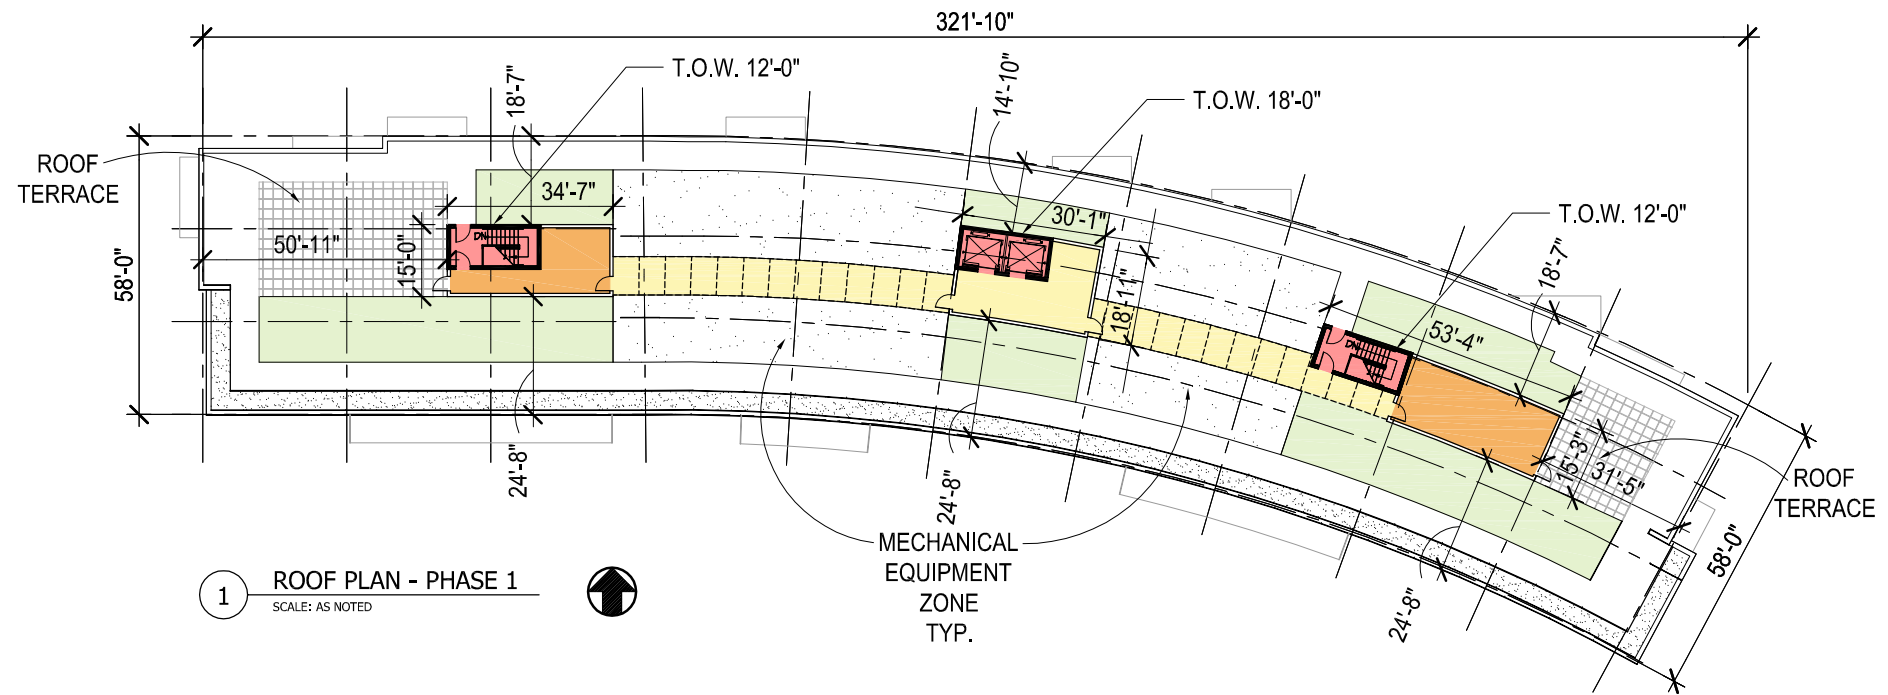 321'-10"
T.O.W. 12'-0"
18'-7"
14'-10"
T.O.W. 18'-0"
ROOF
TERRACE
34'-7"
30'-1"
T.O.W. 12'-0"
DN
50'-11"
15'-0"
58'-0"
18'-11"
18'-7"
DN
53'-4"
15'-3"
31'-5"
ROOF
TERRACE
24'-8"
24'-8"
24'-8"
58'-0"
MECHANICAL
EQUIPMENT
ZONE
TYP.
1
ROOF PLAN - PHASE 1
SCALE: AS NOTED